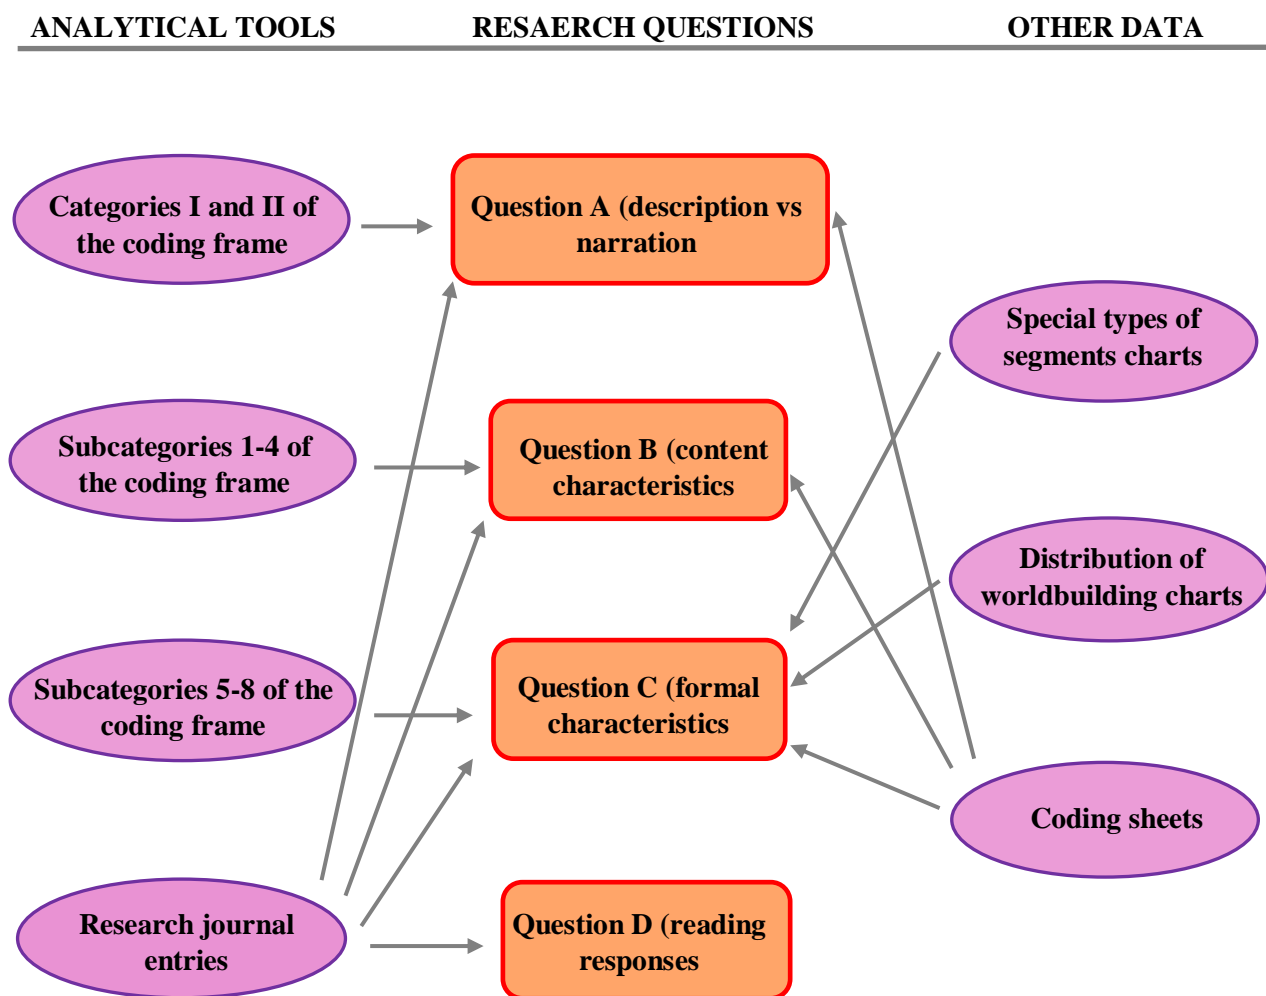 ANALYTICAL TOOLS
RESAERCH QUESTIONS
OTHER DATA
Categories I and II of
the coding frame
Question A (description vs
narration
Special types of
segments charts
Subcategories 1-4 of
the coding frame
Question B (content
characteristics
Distribution of
worldbuilding charts
Subcategories 5-8 of the
coding frame
Question C (formal
characteristics
Coding sheets
Research journal
entries
Question D (reading
responses